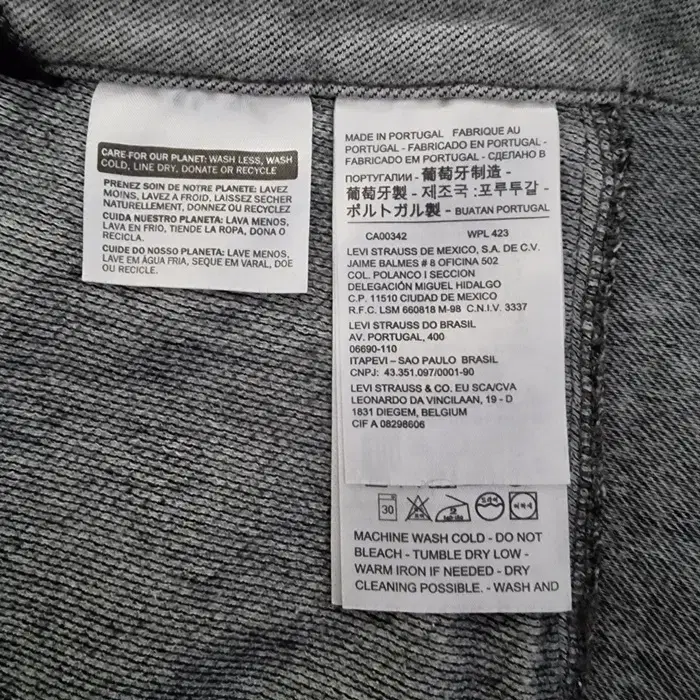 CARE FOR OUR PLANET: WASH LESS, WASH
COLD, LINE DRY, DONATE OR RECYCLE
PRENEZ SOIN DE NOTRE PLANETE: LAVEZ
MOINS, LAVEZ A FROID, LAISSEZ SÉCHER
NATURELLEMENT, DONNEZ OU RECYCLEZ
CUIDA NUESTRO PLANETA: LAVA MENOS,
LAVA EN FRIO, TIENDE LA ROPA, DONA O
RECICLA.
CUIDE DO NOSSO PLANETA: LAVE MENOS,
LAVE EM ÁGUA FRIA, SEQUE EM VARAL, DOE
OU RECICLE.
MADE IN PORTUGAL FABRIQUE AU
PORTUGAL - FABRICADO EN PORTUGAL -
FABRICADO EM PORTUGAL - СДЕЛАНО В
ПОРТУГАЛИИ - 葡萄牙制造 -
葡萄牙製 - 제조국 :포루투갈 -
ポルトガル製 - BUATAN PORTUGAL
CA00342 WPL 423
LEVI STRAUSS DE MEXICO, S.A. DE C.V.
JAIME BALMES # 8 OFICINA 502
COL. POLANCO I SECCION
DELEGACIÓN MIGUEL HIDALGO
C.P. 11510 CIUDAD DE MEXICO
R.F.C. LSM 660818 M-98 C.N.I.V. 3337
LEVI STRAUSS DO BRASIL
AV. PORTUGAL, 400
06690-110
ITAPEVI – SAO PAULO BRASIL
CNPJ: 43.351.097/0001-90
LEVI STRAUSS & CO. EU SCA/CVA
LEONARDO DA VINCILAAN, 19 - D
1831 DIEGEM, BELGIUM
CIF A 08298606
30 2
MACHINE WASH COLD - DO NOT
BLEACH - TUMBLE DRY LOW -
WARM IRON IF NEEDED - DRY
CLEANING POSSIBLE. - WASH AND